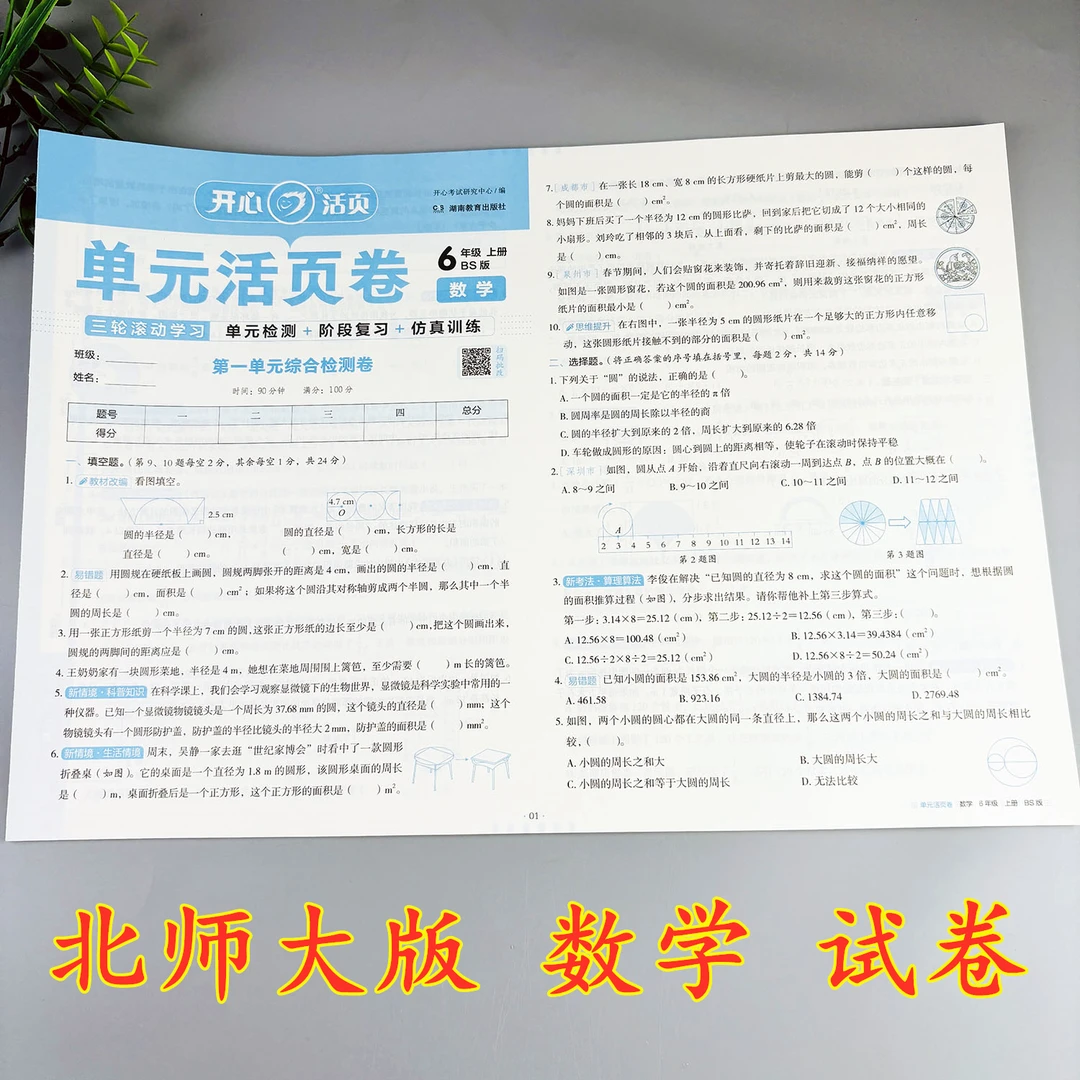 开心®活页
开心考试研究中心/编
湖南教育出版社
单元活页卷
6年级 上册
BS版
数学
三轮滚动学习 单元检测+阶段复习+仿真训练
班级：
姓名：
第一单元综合检测卷
扫码批改
时间：90分钟 满分：100分
题号 一 二 三 四 总分
得分
一、填空题。（第9、10题每空2分，其余每空1分，共24分）
1. 教材改编 看图填空。
2.5 cm
4.7 cm
O
圆的半径是（ ）cm， 圆的直径是（ ）cm，长方形的长是
直径是（ ）cm。 （ ）cm，宽是（ ）cm。
2. 易错题 用圆规在硬纸板上画圆，圆规两脚张开的距离是4 cm，画出的圆的半径是（ ）cm，直
径是（ ）cm，面积是（ ）cm²；如果将这个圆沿其对称轴剪成两个半圆，那么其中一个半
圆的周长是（ ）cm。
3. 用一张正方形纸剪一个半径为7 cm的圆，这张正方形纸的边长至少是（ ）cm，把这个圆画出来，
圆规的两脚间的距离应是（ ）cm。
4. 王奶奶家有一块圆形菜地，半径是4 m，她想在菜地周围围上篱笆，至少需要（ ）m长的篱笆。
5. 新情境·科普知识 在科学课上，我们会学习观察显微镜下的生物世界，显微镜是科学实验中常用的一
种仪器。已知一个显微镜物镜镜头是一个周长为37.68 mm的圆，这个镜头的直径是（ ）mm；这个
物镜镜头有一个圆形防护盖，防护盖的半径比镜头的半径大2 mm，防护盖的面积是（ ）mm²。
6. 新情境·生活情境 周末，吴静一家去逛“世纪家博会”时看中了一款圆形
折叠桌（如图）。它的桌面是一个直径为1.8 m的圆形，该圆形桌面的周长
是（ ）m，桌面折叠后是一个正方形，这个正方形的面积是（ ）m²。
7. [成都市] 在一张长18 cm、宽8 cm的长方形硬纸片上剪最大的圆，能剪（ ）个这样的圆，每
个圆的面积是（ ）cm²。
8. 妈妈下班后买了一个半径为12 cm的圆形比萨，回到家后把它切成了12个大小相同的
小扇形。刘玲吃了相邻的3块后，从上面看，剩下的比萨的面积是（ ）cm²，周长
是（ ）cm。
9. [泉州市] 春节期间，人们会贴窗花来装饰，并寄托着辞旧迎新、接福纳祥的愿望。
如图是一张圆形窗花，若这个圆的面积是200.96 cm²，则用来裁剪这张窗花的正方形
纸片的面积最小是（ ）cm²。
10. 思维提升 在右图中，一张半径为5 cm的圆形纸片在一个足够大的正方形内任意移
动，这张圆形纸片接触不到的部分的面积是（ ）cm²。
二、选择题。（将正确答案的序号填在括号里，每题2分，共14分）
1. 下列关于“圆”的说法，正确的是（ ）。
A. 一个圆的面积一定是它的半径的π倍
B. 圆周率是圆的周长除以半径的商
C. 圆的半径扩大到原来的2倍，周长扩大到原来的6.28倍
D. 车轮做成圆形的原因：圆心到圆上的距离相等，使轮子在滚动时保持平稳
2. [深圳市] 如图，圆从点A开始，沿着直尺向右滚动一周到达点B，点B的位置大概在（ ）。
A. 8～9之间 B. 9～10之间 C. 10～11之间 D. 11～12之间
A
2 3 4 5 6 7 8 9 10 11 12 13 14
第2题图 第3题图
3. 新考法·算理算法 李俊在解决“已知圆的直径为8 cm，求这个圆的面积”这个问题时，想根据圆
的面积推算过程（如图），分步求出结果。请你帮他补上第三步算式。
第一步：3.14×8=25.12（cm），第二步：25.12÷2=12.56（cm），第三步：（ ）。
A. 12.56×8=100.48（cm²） B. 12.56×3.14=39.4384（cm²）
C. 12.56÷2×8÷2=25.12（cm²） D. 12.56×8÷2=50.24（cm²）
4. 易错题 已知小圆的面积是153.86 cm²，大圆的半径是小圆的3倍，大圆的面积是（ ）cm²。
A. 461.58 B. 923.16 C. 1384.74 D. 2769.48
5. 如图，两个小圆的圆心都在大圆的同一条直径上，那么这两个小圆的周长之和与大圆的周长相比
较，（ ）。
A. 小圆的周长之和大 B. 大圆的周长大
C. 小圆的周长之和等于大圆的周长 D. 无法比较
·01·
单元活页卷 数学 6年级 上册 BS版
北师大版 数学 试卷